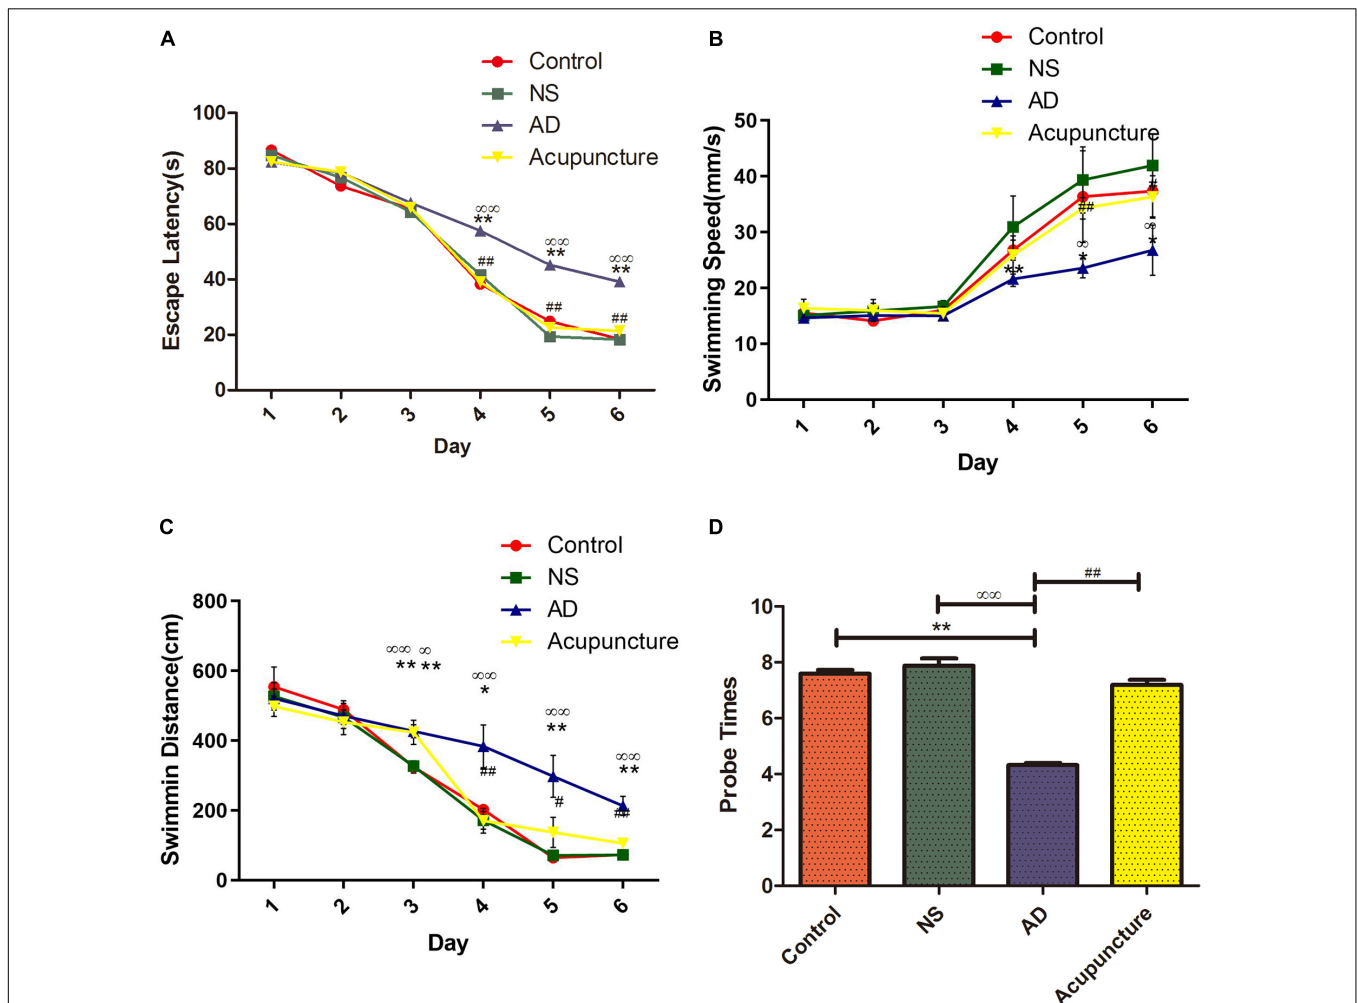 A
Control
NS
AD
Acupuncture
Escape Latency(s)
100
80
60
40
20
0
∞∞
**
##
∞∞
**
##
∞∞
**
##
1 2 3 4 5 6
Day
B
Control
NS
AD
Acupuncture
Swimming Speed(mm/s)
50
40
30
20
10
0
**
##
∞
*
#
∞
*
1 2 3 4 5 6
Day
C
Control
NS
AD
Acupuncture
Swimmin Distance(cm)
800
600
400
200
0
∞∞ ∞
** **
∞∞
*
##
∞∞
**
#
∞∞
**
##
1 2 3 4 5 6
Day
D
Probe Times
10
8
6
4
2
0
##
∞∞
**
Control NS AD Acupuncture